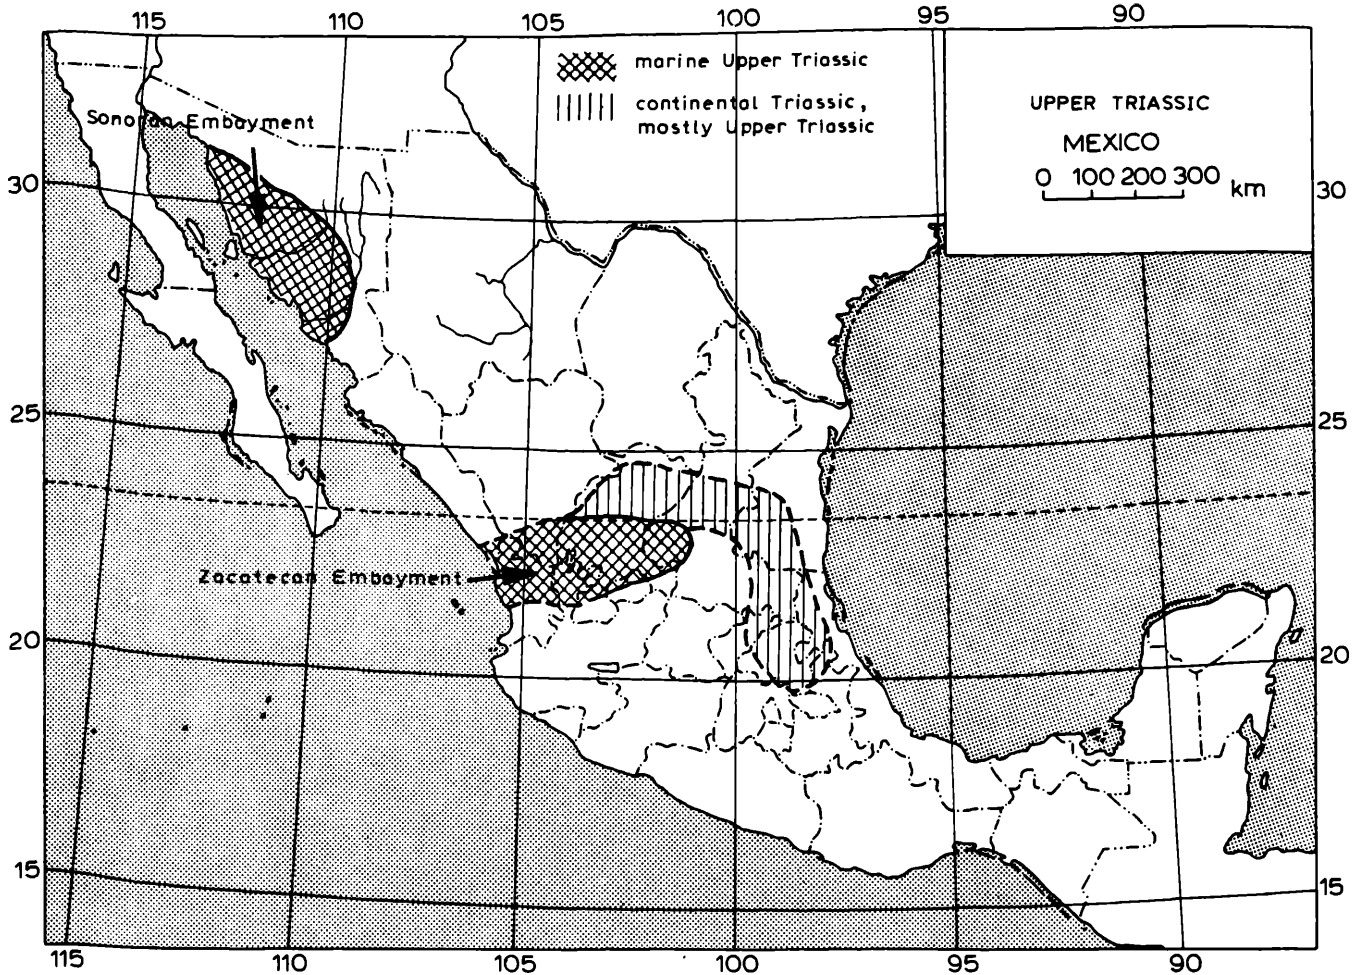 115 110 105 100 95 90
marine Upper Triassic
continental Triassic,
mostly Upper Triassic
UPPER TRIASSIC
MEXICO
0 100 200 300 km
Sonoran Embayment
30 30
25 25
Zacatecan Embayment
20 20
15 15
115 110 105 100 95 90